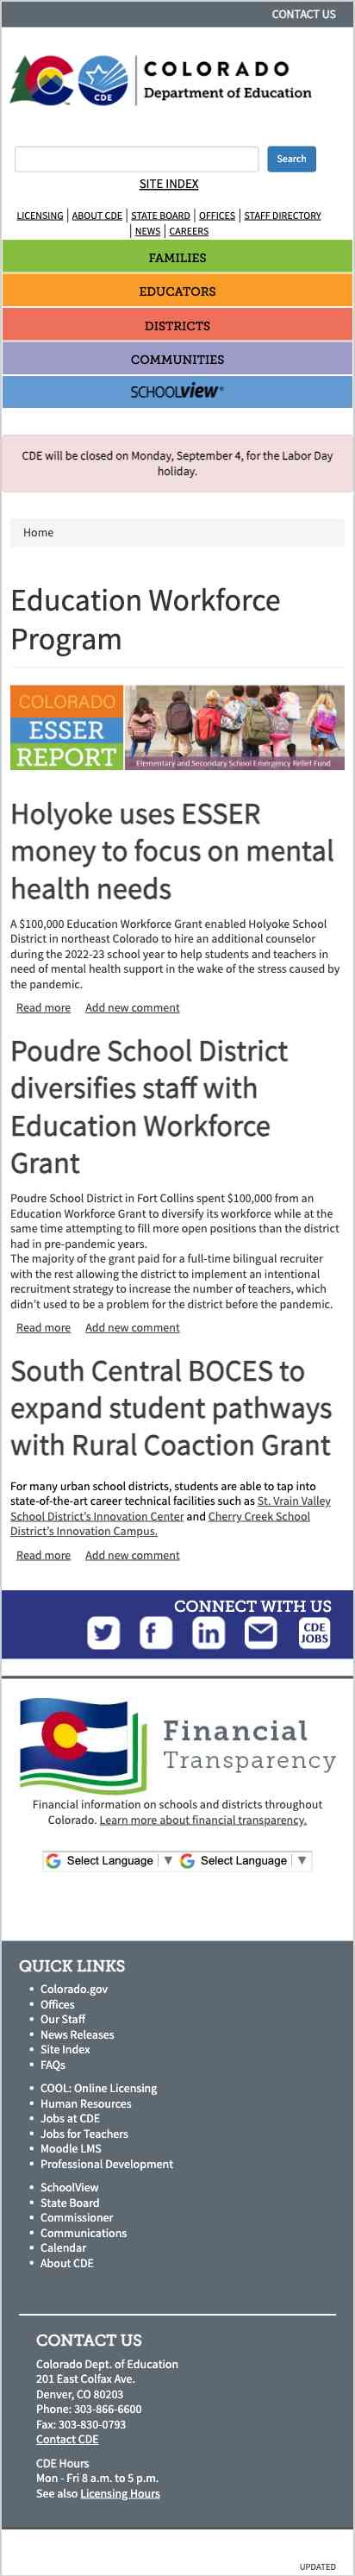 CONTACT US
COLORADO
Department of Education
CDE
Search
SITE INDEX
LICENSING | ABOUT CDE | STATE BOARD | OFFICES | STAFF DIRECTORY
| NEWS | CAREERS
FAMILIES
EDUCATORS
DISTRICTS
COMMUNITIES
SCHOOLVIEW®
CDE will be closed on Monday, September 4, for the Labor Day
holiday.
Home
Education Workforce
Program
COLORADO
ESSER
REPORT
Elementary and Secondary School Emergency Relief Fund
Holyoke uses ESSER
money to focus on mental
health needs
A $100,000 Education Workforce Grant enabled Holyoke School
District in northeast Colorado to hire an additional counselor
during the 2022-23 school year to help students and teachers in
need of mental health support in the wake of the stress caused by
the pandemic.
Read more Add new comment
Poudre School District
diversifies staff with
Education Workforce
Grant
Poudre School District in Fort Collins spent $100,000 from an
Education Workforce Grant to diversify its workforce while at the
same time attempting to fill more open positions than the district
had in pre-pandemic years.
The majority of the grant paid for a full-time bilingual recruiter
with the rest allowing the district to implement an intentional
recruitment strategy to increase the number of teachers, which
didn't used to be a problem for the district before the pandemic.
Read more Add new comment
South Central BOCES to
expand student pathways
with Rural Coaction Grant
For many urban school districts, students are able to tap into
state-of-the-art career technical facilities such as St. Vrain Valley
School District's Innovation Center and Cherry Creek School
District's Innovation Campus.
Read more Add new comment
CONNECT WITH US
CDE
JOBS
Financial
Transparency
Financial information on schools and districts throughout
Colorado. Learn more about financial transparency.
Select Language ▼ Select Language ▼
QUICK LINKS
• Colorado.gov
• Offices
• Our Staff
• News Releases
• Site Index
• FAQs
• COOL: Online Licensing
• Human Resources
• Jobs at CDE
• Jobs for Teachers
• Moodle LMS
• Professional Development
• SchoolView
• State Board
• Commissioner
• Communications
• Calendar
• About CDE
CONTACT US
Colorado Dept. of Education
201 East Colfax Ave.
Denver, CO 80203
Phone: 303-866-6600
Fax: 303-830-0793
Contact CDE
CDE Hours
Mon - Fri 8 a.m. to 5 p.m.
See also Licensing Hours
UPDATED